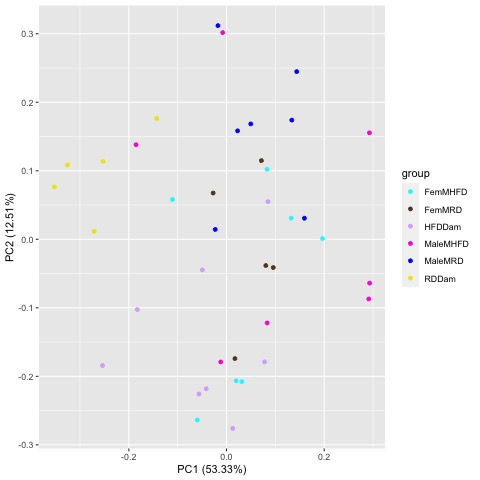 0.3
0.2
0.1
0.0
-0.1
-0.2
-0.3
-0.2
0.0
0.2
PC1 (53.33%)
PC2 (12.51%)
group
FemMHFD
FemMRD
HFDDam
MaleMHFD
MaleMRD
RDDam